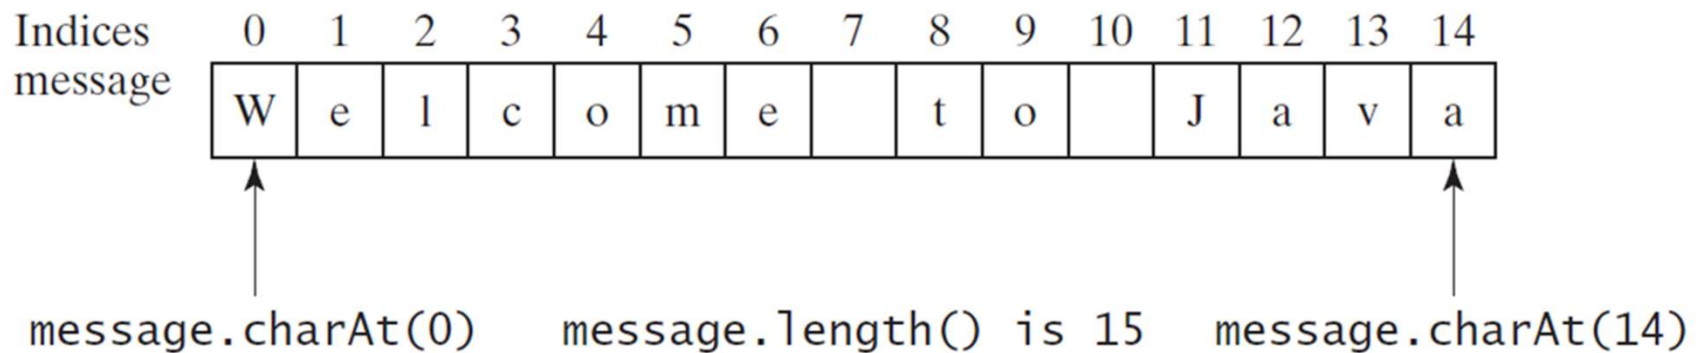 Indices 0 1 2 3 4 5 6 7 8 9 10 11 12 13 14
message W e l c o m e t o J a v a
message.charAt(0) message.length() is 15 message.charAt(14)